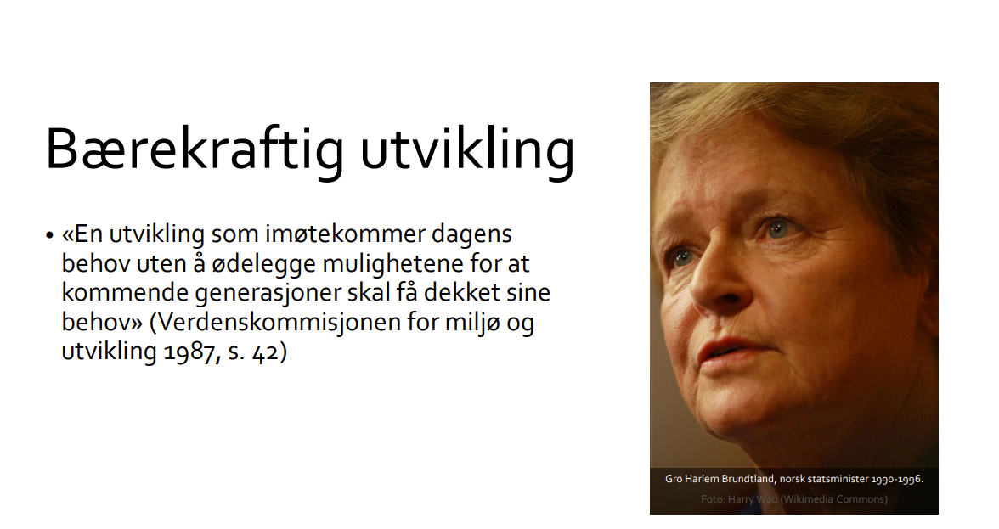 Bærekraftig utvikling
• «En utvikling som imøtekommer dagens
behov uten å ødelegge mulighetene for at
kommende generasjoner skal få dekket sine
behov» (Verdenskommisjonen for miljø og
utvikling 1987, s. 42)
Gro Harlem Brundtland, norsk statsminister 1990-1996.
Foto: Harry Wad (Wikimedia Commons)